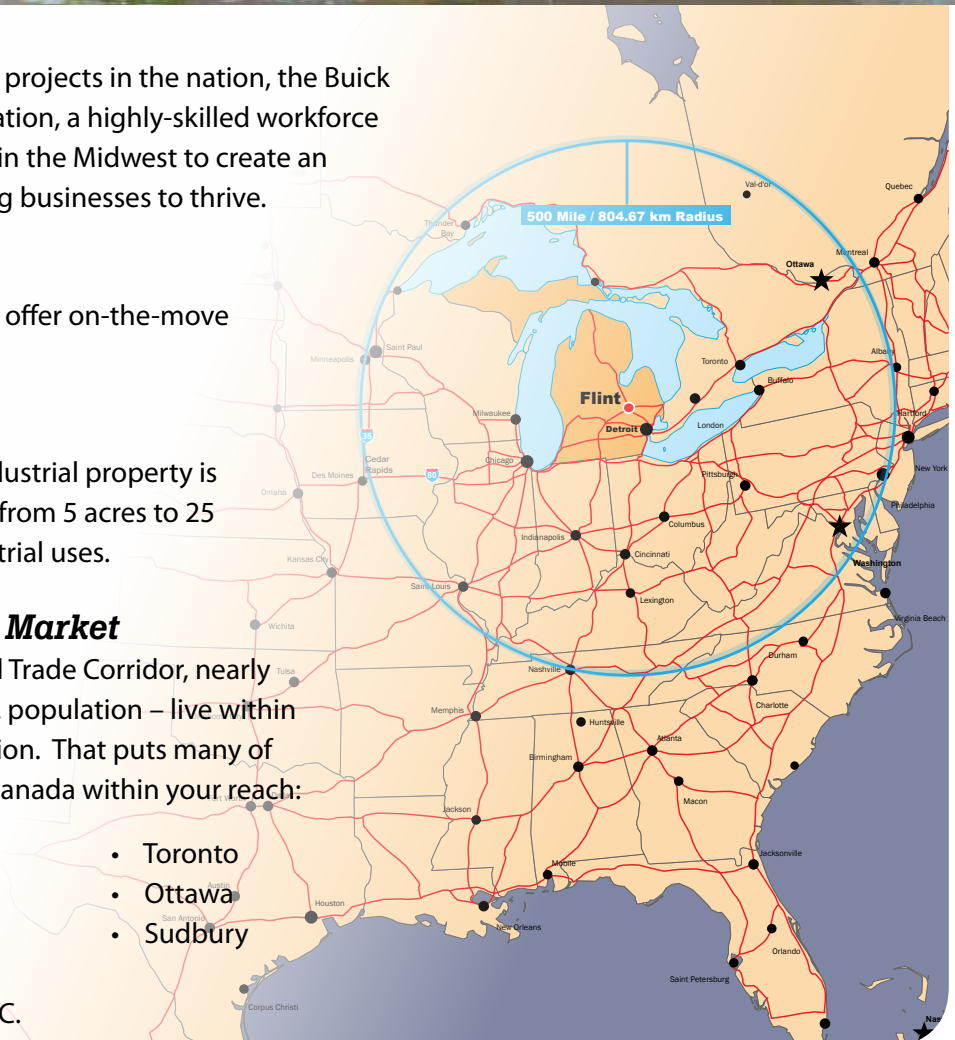 projects in the nation, the Buick
ation, a highly-skilled workforce
in the Midwest to create an
g businesses to thrive.
offer on-the-move
dustrial property is
from 5 acres to 25
trial uses.
Market
l Trade Corridor, nearly
population – live within
ion. That puts many of
anada within your reach:
• Toronto
• Ottawa
• Sudbury
C.
500 Mile / 804.67 km Radius
Val-d'or
Quebec
Thunder
Bay
Ottawa
Montreal
Saint Paul
Minneapolis
Toronto
Albany
Buffalo
Flint
Milwaukee
Hartford
Detroit
London
35
Cedar
Rapids
Chicago
80
Des Moines
Pittsburgh
New York
Omaha
Philadelphia
Columbus
Indianapolis
Cincinnati
Kansas City
Washington
Saint Louis
Lexington
Virginia Beach
Wichita
Durham
Nashville
Tulsa
Charlotte
Memphis
Huntsville
Atlanta
Birmingham
Macon
Fort Worth
Jackson
Jacksonville
Mobile
Austin
Houston
San Antonio
New Orleans
Orlando
Saint Petersburg
Corpus Christi
Nas